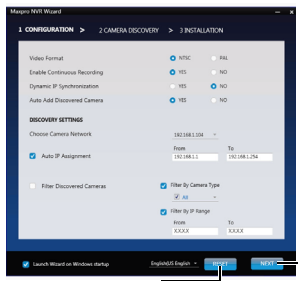 Maxpro NVR Wizard
1 CONFIGURATION > 2 CAMERA DISCOVERY > 3 INSTALLATION
Video Format NTSC PAL
Enable Continuous Recording YES NO
Dynamic IP Synchronization YES NO
Auto Add Discovered Camera YES NO
DISCOVERY SETTINGS
Choose Camera Network 192.168.1.104
From To
Auto IP Assignment 192.168.1.1 192.168.1.254
Filter Discovered Cameras Filter By Camera Type
All
Filter By IP Range
From To
X.X.X.X X.X.X.X
Launch Wizard on Windows startup English(US English RESET NEXT